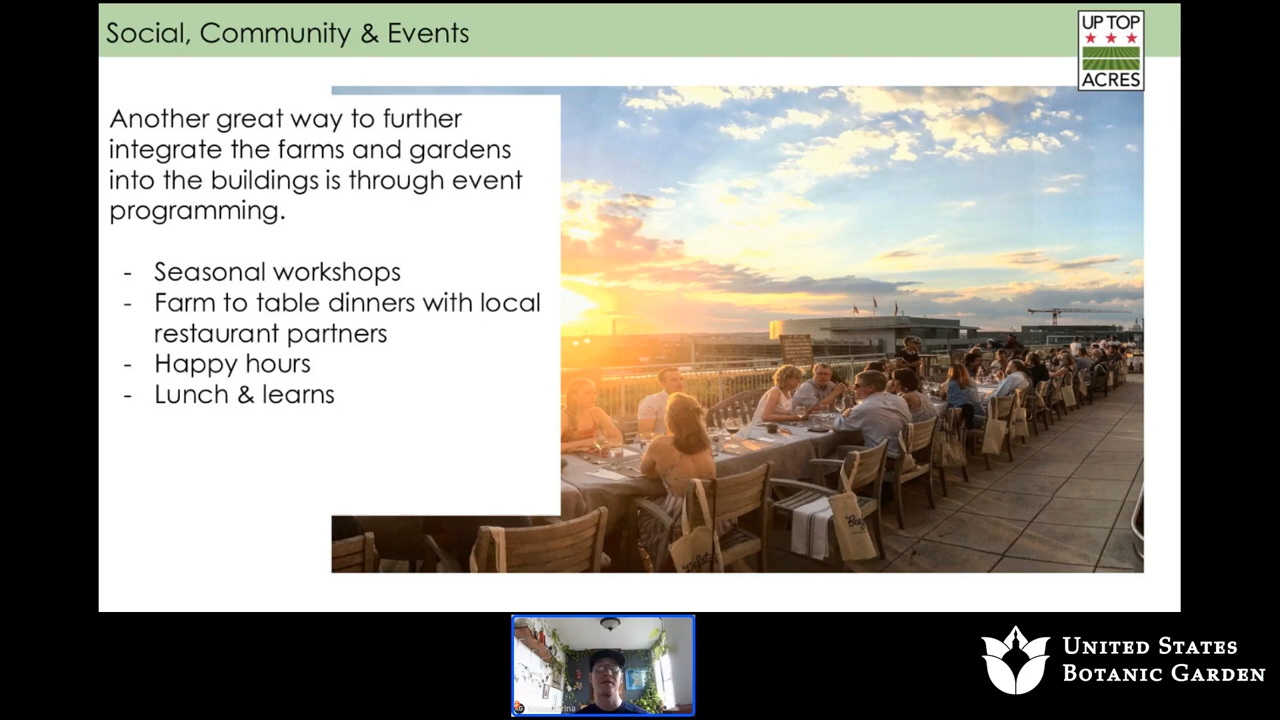 Social, Community & Events
UP TOP
ACRES
Another great way to further
integrate the farms and gardens
into the buildings is through event
programming.
- Seasonal workshops
- Farm to table dinners with local
restaurant partners
- Happy hours
- Lunch & learns
UNITED STATES
BOTANIC GARDEN